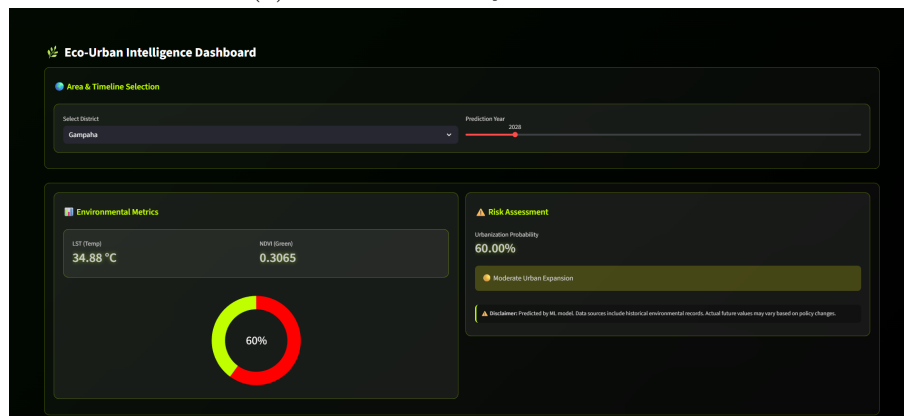 Eco-Urban Intelligence Dashboard
Area & Timeline Selection
Select District
Gampaha
Prediction Year
2028
Environmental Metrics
LST (Temp)
34.88 °C
NDVI (Green)
0.3065
60%
Risk Assessment
Urbanization Probability
60.00%
Moderate Urban Expansion
Disclaimer: Predicted by ML model. Data sources include historical environmental records. Actual future values may vary based on policy changes.